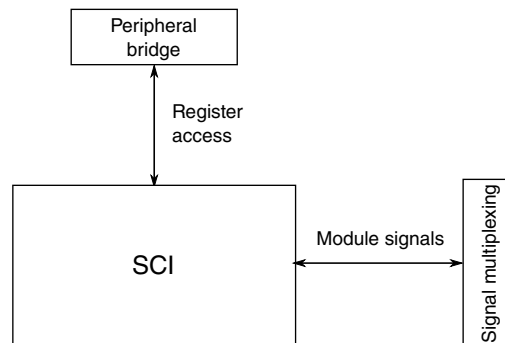 Peripheral
bridge
Register
access
SCI
Module signals
Signal multiplexing